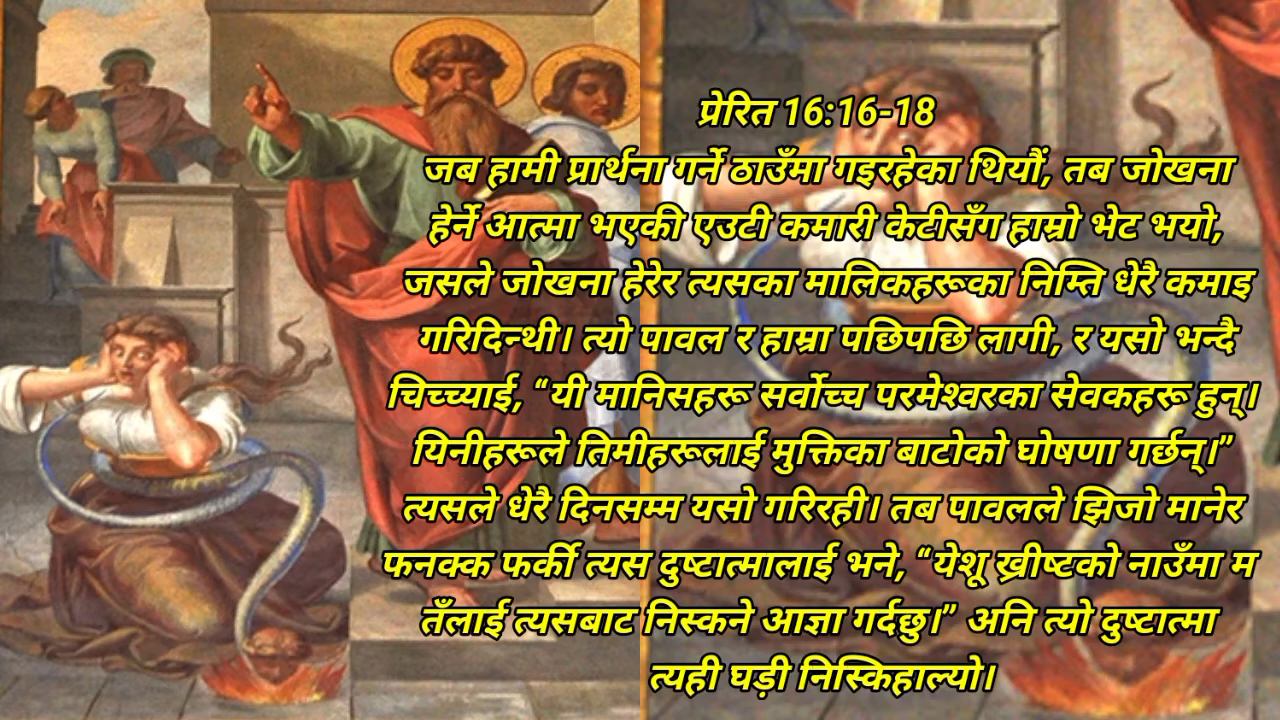 प्रेरित 16:16-18
जब हामी प्रार्थना गर्ने ठाउँमा गइरहेका थियौं, तब जोखना
हेर्ने आत्मा भएकी एउटी कमारी केटीसँग हाम्रो भेट भयो,
जसले जोखना हेरेर त्यसका मालिकहरूका निम्ति धेरै कमाइ
गरिदिन्थी। त्यो पावल र हाम्रा पछिपछि लागी, र यसो भन्दै
चिच्च्याई, “यी मानिसहरू सर्वोच्च परमेश्वरका सेवकहरू हुन्।
यिनीहरूले तिमीहरूलाई मुक्तिका बाटोको घोषणा गर्छन्।”
त्यसले धेरै दिनसम्म यसो गरिरही। तब पावलले झिजो मानेर
फनक्क फर्की त्यस दुष्टात्मालाई भने, “येशू ख्रीष्टको नाउँमा म
तँलाई त्यसबाट निस्कने आज्ञा गर्दछु।” अनि त्यो दुष्टात्मा
त्यही घड़ी निस्किहाल्यो।